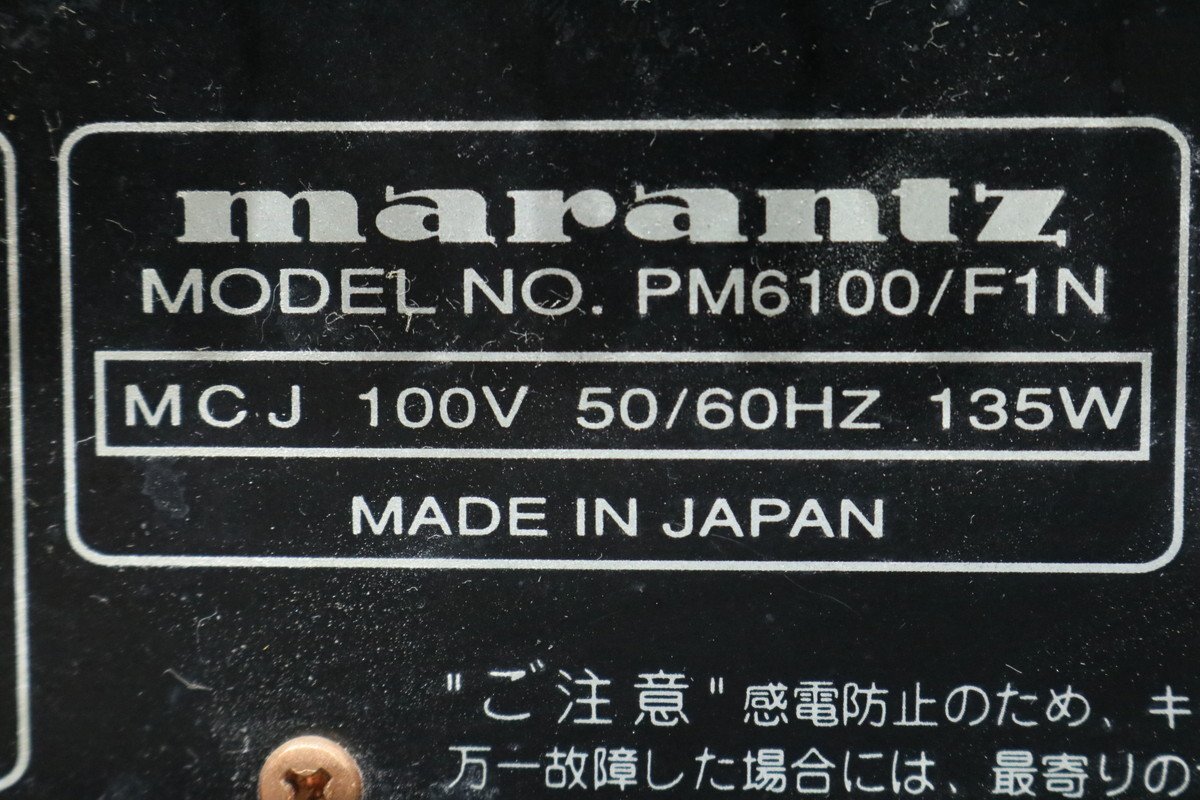 marantz
MODEL NO. PM6100/F1N
MCJ 100V 50/60HZ 135W
MADE IN JAPAN
"ご注意"感電防止のため、キ
万一故障した場合には、最寄りの